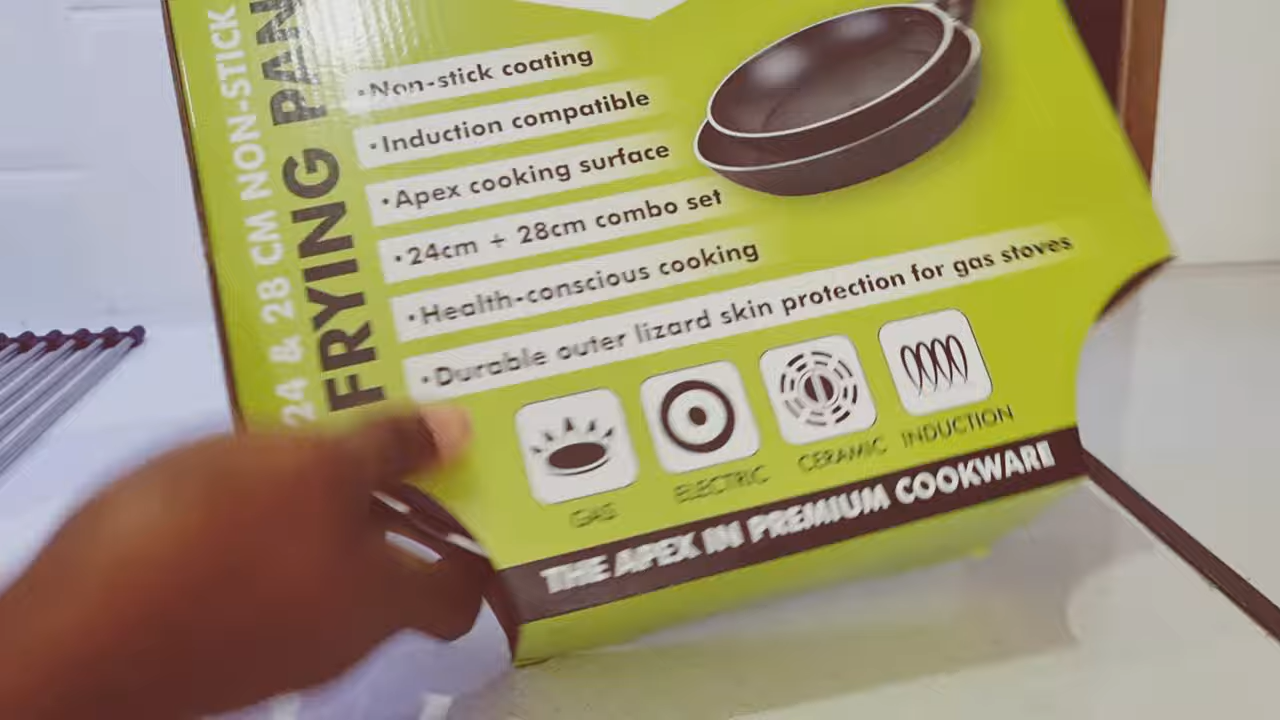 24 & 28 CM NON-STICK
FRYING PAN
•Non-stick coating
•Induction compatible
•Apex cooking surface
•24cm + 28cm combo set
•Health-conscious cooking
•Durable outer lizard skin protection for gas stoves
GAS
ELECTRIC
CERAMIC
INDUCTION
THE APEX IN PREMIUM COOKWARE